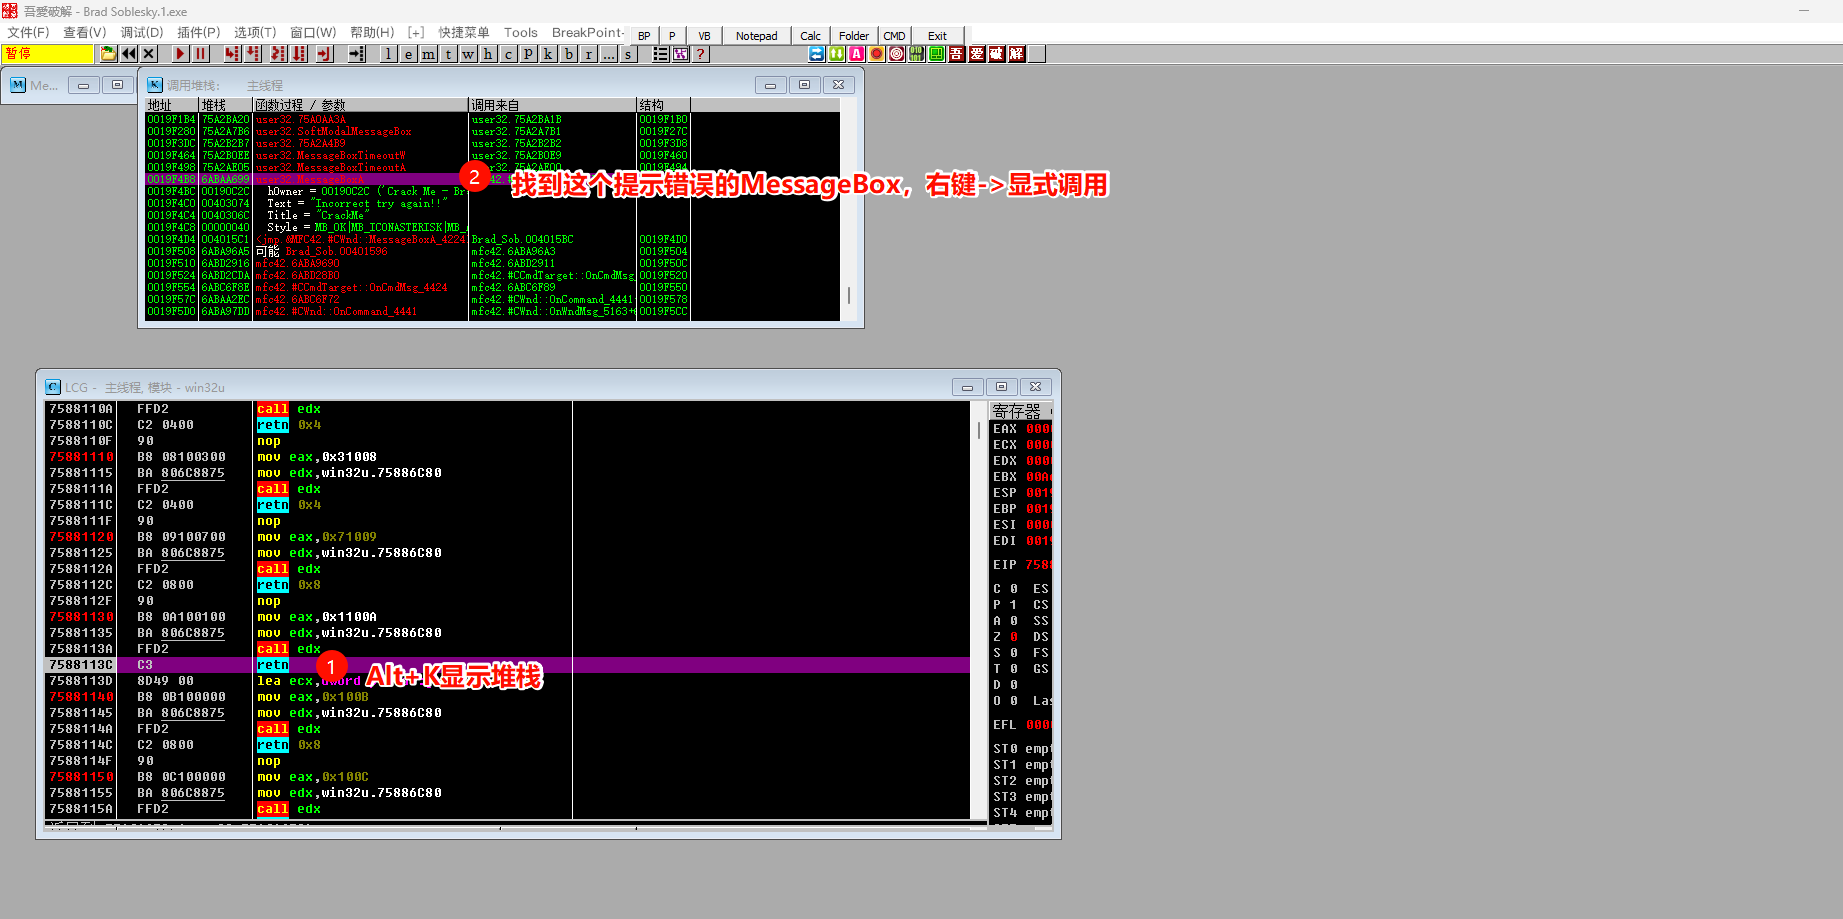 吾愛破解 - Brad Soblesky.1.exe
文件(F) 查看(V) 调试(D) 插件(P) 选项(T) 窗口(W) 帮助(H) [+] 快捷菜单 Tools BreakPoint- BP P VB Notepad Calc Folder CMD Exit
暂停 l e m t w h c P k b r ... s ? 吾 爱 破 解
Me...
调用堆栈: 主线程
地址 堆栈 函数过程 / 参数 调用来自 结构
0019F1B4 75A2BA20 user32.75A0AA3A user32.75A2BA1B 0019F1B0
0019F280 75A2A7B6 user32.SoftModalMessageBox user32.75A2A7B1 0019F27C
0019F3DC 75A2B2B7 user32.75A2A4B9 user32.75A2B2B2 0019F3D8
0019F464 75A2B0EE user32.MessageBoxTimeoutW user32.75A2B0E9 0019F460
0019F498 75A2AE05 user32.MessageBoxTimeoutA user32.75A2AE00 0019F494
0019F4B8 6ABAA699 user32.MessageBoxA
2 找到这个提示错误的MessageBox，右键->显式调用
0019F4BC 00190C2C hOwner = 00190C2C ('Crack Me - Br
0019F4C0 00403074 Text = "Incorrect try again!!"
0019F4C4 0040306C Title = "CrackMe"
0019F4C8 00000040 Style = MB_OK|MB_ICONASTERISK|MB_
0019F4D4 004015C1 <jmp.&MFC42.#CWnd::MessageBoxA_4224 Brad_Sob.004015BC 0019F4D0
0019F508 6ABA96A5 可能 Brad_Sob.00401596 mfc42.6ABA96A3 0019F504
0019F510 6ABD2916 mfc42.6ABA9690 mfc42.6ABD2911 0019F50C
0019F524 6ABD2CDA mfc42.6ABD28B0 mfc42.#CCmdTarget::OnCmdMsg_ 0019F520
0019F554 6ABC6F8E mfc42.#CCmdTarget::OnCmdMsg_4424 mfc42.6ABC6F89 0019F550
0019F57C 6ABAA2EC mfc42.6ABC6F72 mfc42.#CWnd::OnCommand_4441 0019F578
0019F5D0 6ABA97DD mfc42.#CWnd::OnCommand_4441 mfc42.#CWnd::OnWndMsg_5163+ 0019F5CC
LCG - 主线程, 模块 - win32u
7588110A FFD2 call edx
7588110C C2 0400 retn 0x4
7588110F 90 nop
75881110 B8 08100300 mov eax,0x31008
75881115 BA 806C8875 mov edx,win32u.75886C80
7588111A FFD2 call edx
7588111C C2 0400 retn 0x4
7588111F 90 nop
75881120 B8 09100700 mov eax,0x71009
75881125 BA 806C8875 mov edx,win32u.75886C80
7588112A FFD2 call edx
7588112C C2 0800 retn 0x8
7588112F 90 nop
75881130 B8 0A100100 mov eax,0x1100A
75881135 BA 806C8875 mov edx,win32u.75886C80
7588113A FFD2 call edx
7588113C C3 retn
1 Alt+K显示堆栈
7588113D 8D49 00 lea ecx,
75881140 B8 0B100000 mov eax,0x100B
75881145 BA 806C8875 mov edx,win32u.75886C80
7588114A FFD2 call edx
7588114C C2 0800 retn 0x8
7588114F 90 nop
75881150 B8 0C100000 mov eax,0x100C
75881155 BA 806C8875 mov edx,win32u.75886C80
7588115A FFD2 call edx
寄存器
EAX 000
ECX 000
EDX 000
EBX 00A
ESP 001
EBP 001
ESI 000
EDI 001
EIP 758
C 0 ES
P 1 CS
A 0 SS
Z 0 DS
S 0 FS
T 0 GS
D 0
O 0 Las
EFL 000
ST0 empt
ST1 empt
ST2 empt
ST3 empt
ST4 empt